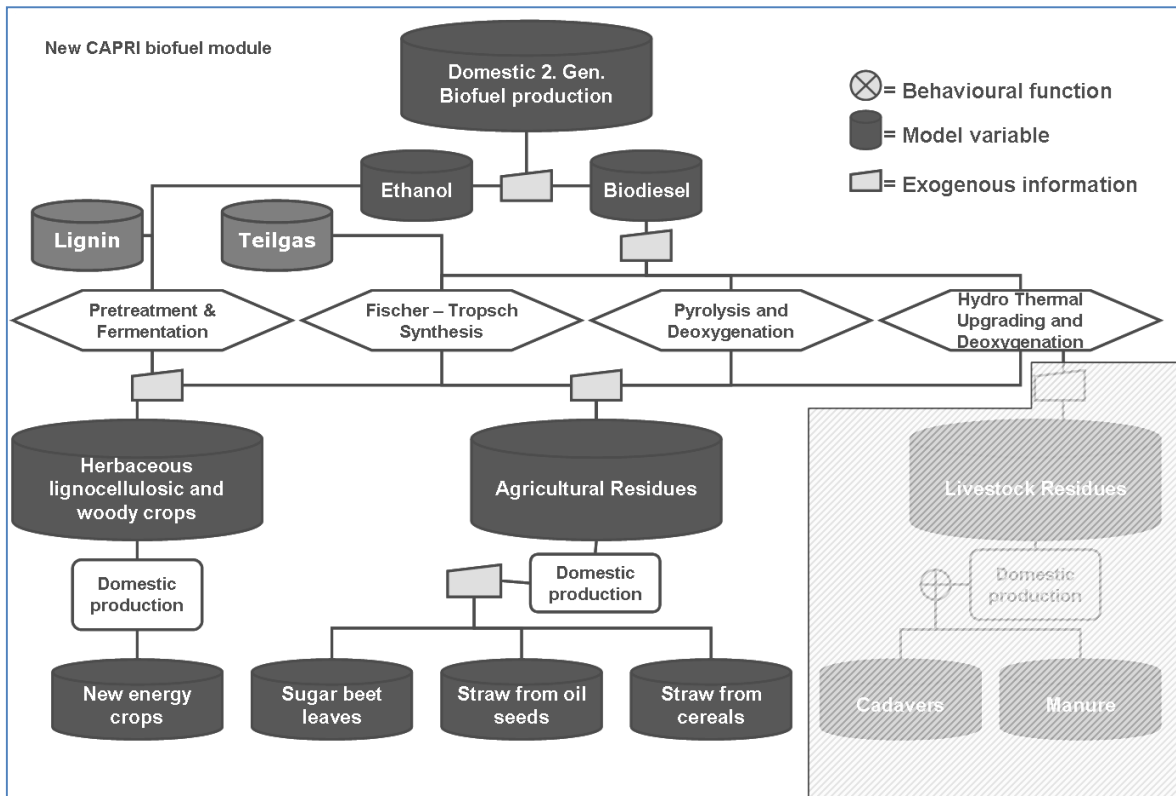 New CAPRI biofuel module
Domestic 2. Gen.
Biofuel production
= Behavioural function
= Model variable
= Exogenous information
Ethanol
Biodiesel
Lignin
Teilgas
Pretreatment &
Fermentation
Fischer – Tropsch
Synthesis
Pyrolysis and
Deoxygenation
Hydro Thermal
Upgrading and
Deoxygenation
Herbaceous
lignocellulosic and
woody crops
Agricultural Residues
Livestock Residues
Domestic
production
Domestic
production
Domestic
production
New energy
crops
Sugar beet
leaves
Straw from oil
seeds
Straw from
cereals
Cadavers
Manure